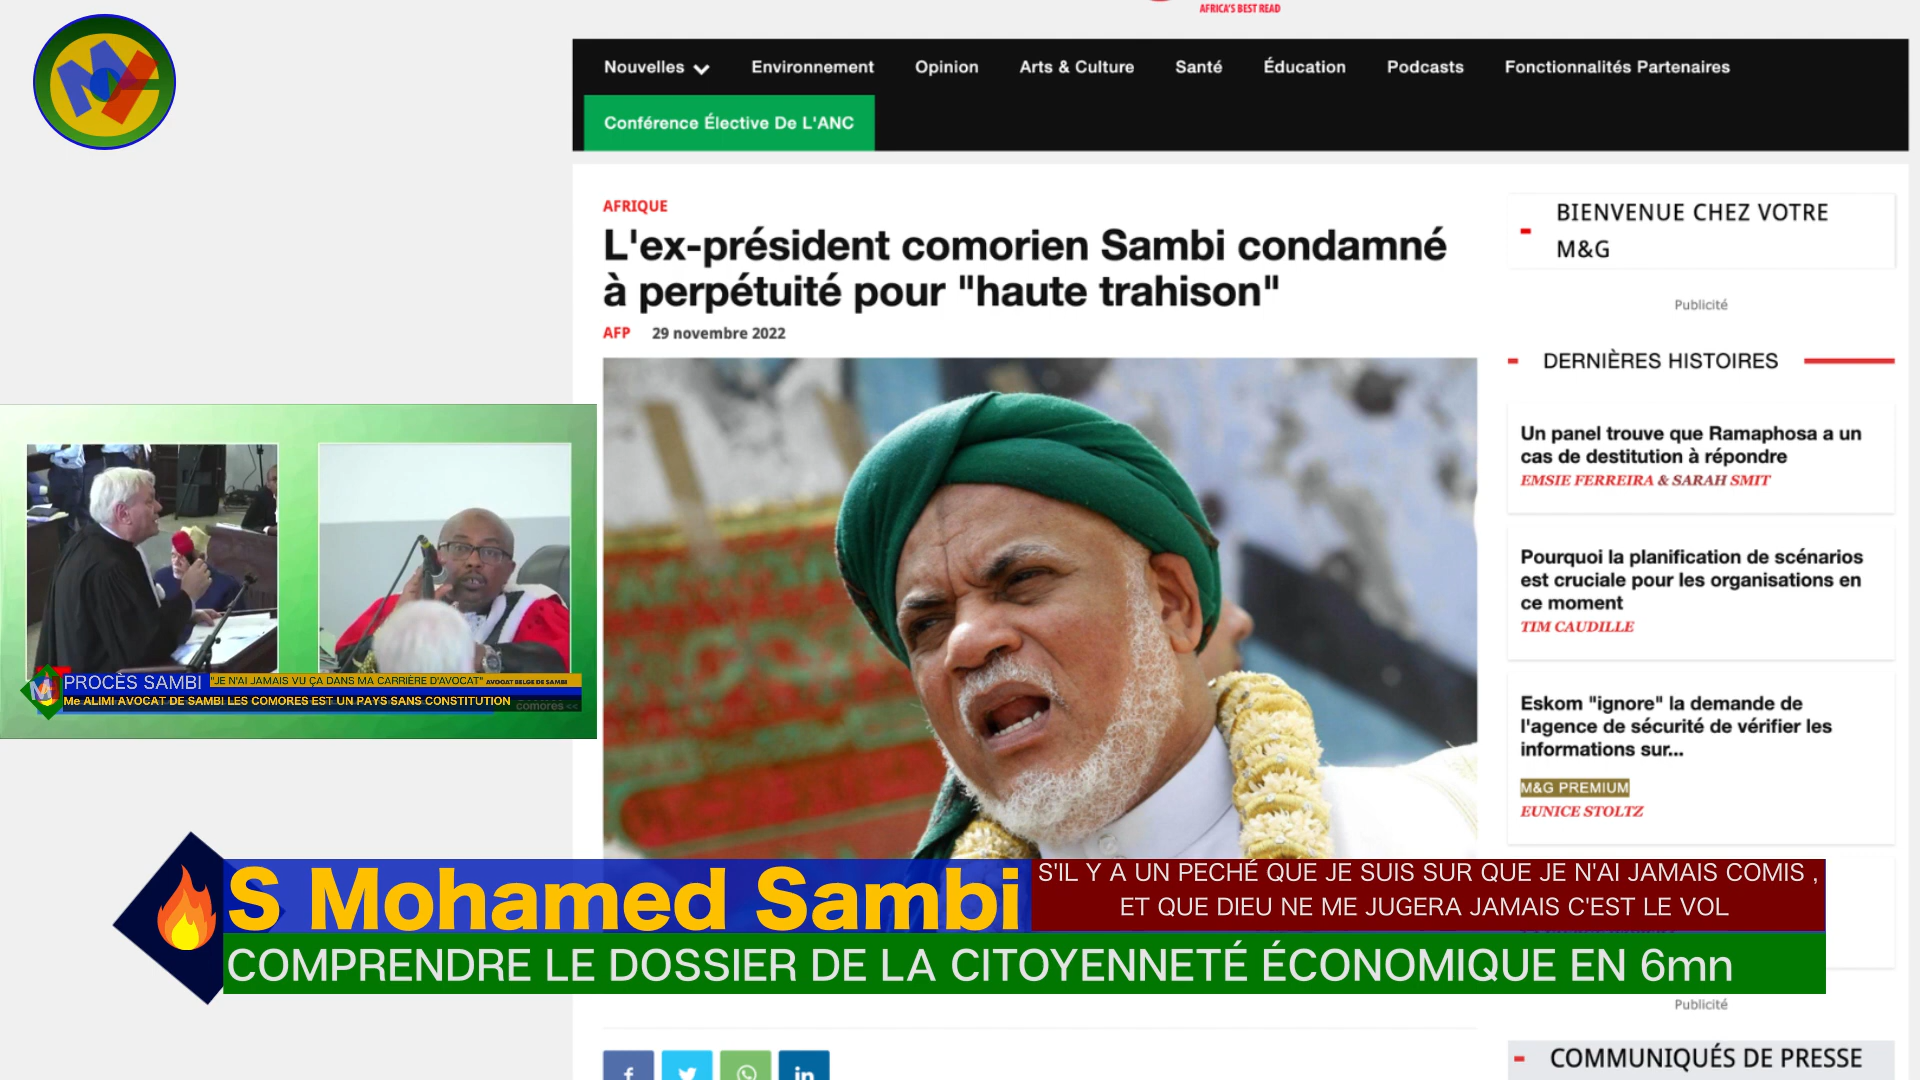 AFRICA'S BEST READ
Nouvelles Environnement Opinion Arts & Culture Santé Éducation Podcasts Fonctionnalités Partenaires
Conférence Élective De L'ANC
AFRIQUE
L'ex-président comorien Sambi condamné
à perpétuité pour "haute trahison"
AFP 29 novembre 2022
BIENVENUE CHEZ VOTRE
M&G
Publicité
DERNIÈRES HISTOIRES
Un panel trouve que Ramaphosa a un
cas de destitution à répondre
EMSIE FERREIRA & SARAH SMIT
Pourquoi la planification de scénarios
est cruciale pour les organisations en
ce moment
TIM CAUDILLE
Eskom "ignore" la demande de
l'agence de sécurité de vérifier les
informations sur...
M&G PREMIUM
EUNICE STOLTZ
PROCÈS SAMBI "JE N'AI JAMAIS VU ÇA DANS MA CARRIÈRE D'AVOCAT" AVOCAT BELGE DE SAMBI
Me ALIMI AVOCAT DE SAMBI LES COMORES EST UN PAYS SANS CONSTITUTION
comores <<
S Mohamed Sambi
S'IL Y A UN PECHÉ QUE JE SUIS SUR QUE JE N'AI JAMAIS COMIS ,
ET QUE DIEU NE ME JUGERA JAMAIS C'EST LE VOL
COMPRENDRE LE DOSSIER DE LA CITOYENNETÉ ÉCONOMIQUE EN 6mn
Publicité
COMMUNIQUÉS DE PRESSE